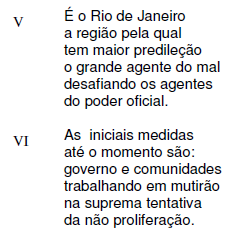 V
É o Rio de Janeiro
a região pela qual
tem maior predileção
o grande agente do mal
desafiando os agentes
do poder oficial.
VI
As iniciais medidas
até o momento são:
governo e comunidades
trabalhando em mutirão
na suprema tentativa
da não proliferação.